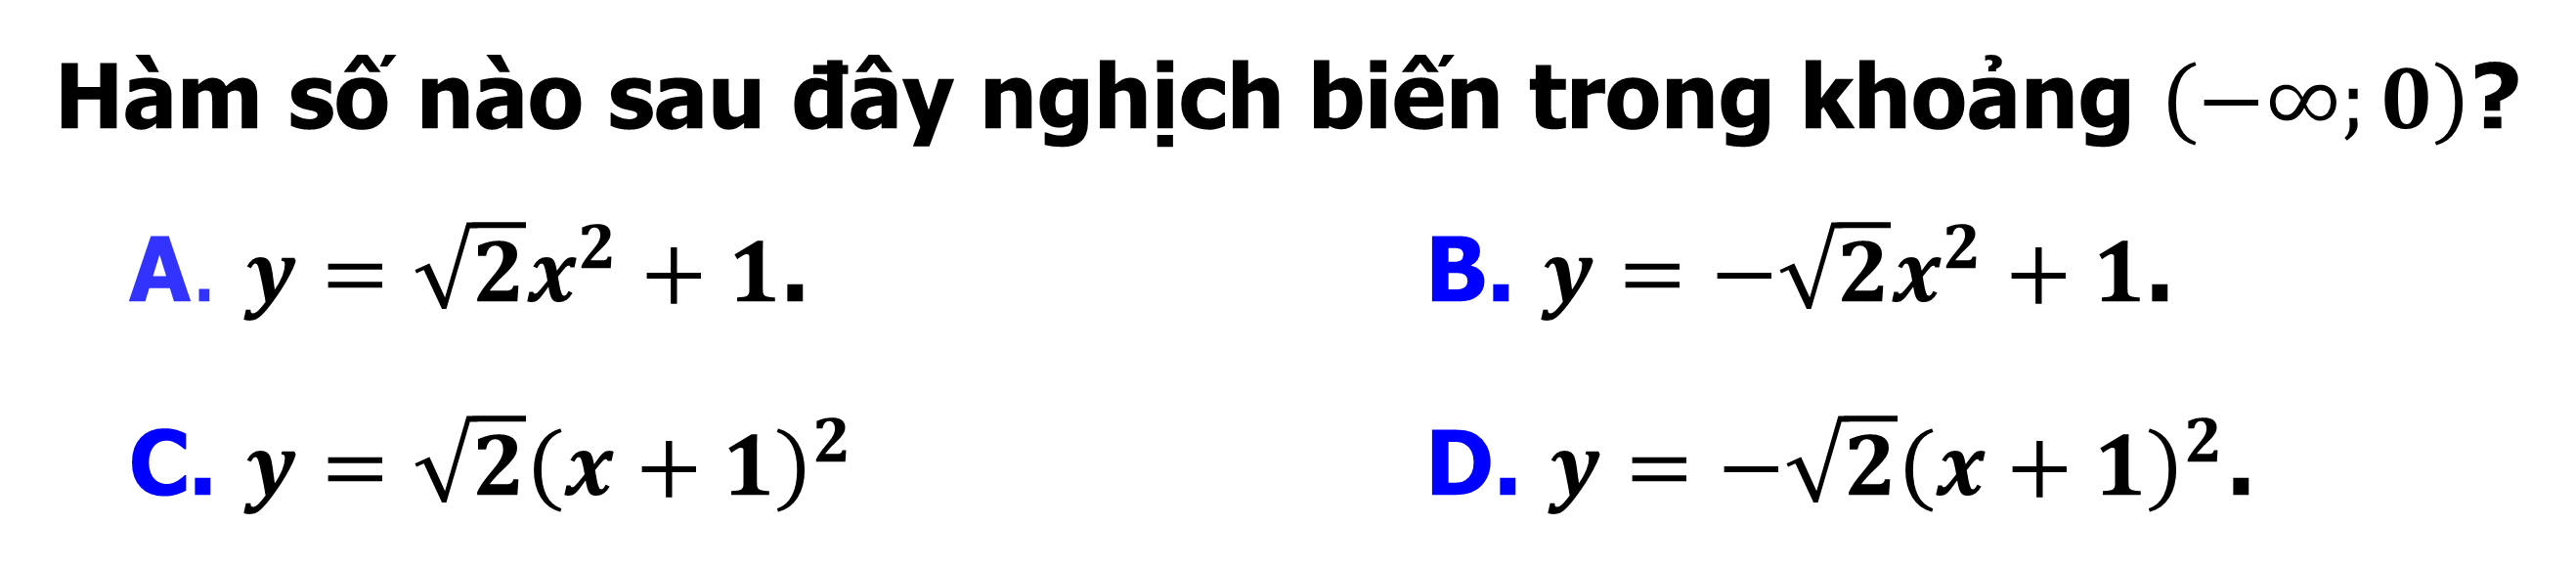 Hàm số nào sau đây nghịch biến trong khoảng (−∞; 0)?
A. y = √2x² + 1. B. y = −√2x² + 1.
C. y = √2(x + 1)² D. y = −√2(x + 1)².